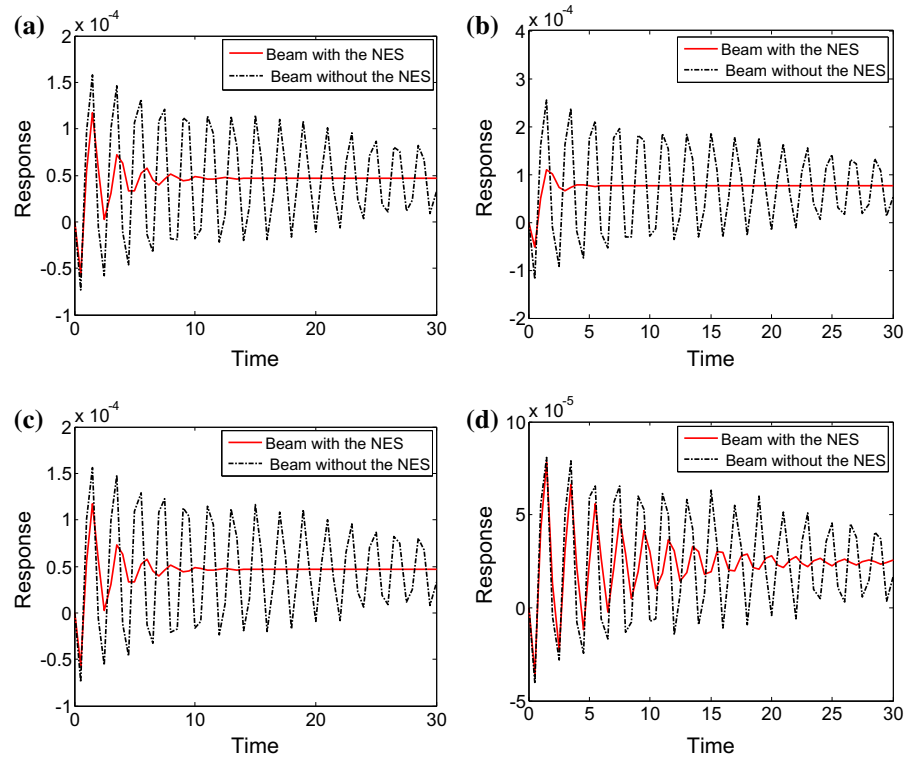 (a)
x 10-4
2
1.5
1
0.5
0
-0.5
-1
Response
0
10
20
30
Time
Beam with the NES
Beam without the NES
(b)
x 10-4
4
3
2
1
0
-1
-2
Response
0
5
10
15
20
25
30
Time
Beam with the NES
Beam without the NES
(c)
x 10-4
2
1.5
1
0.5
0
-0.5
-1
Response
0
10
20
30
Time
Beam with the NES
Beam without the NES
(d)
x 10-5
10
5
0
-5
Response
0
5
10
15
20
25
30
Time
Beam with the NES
Beam without the NES